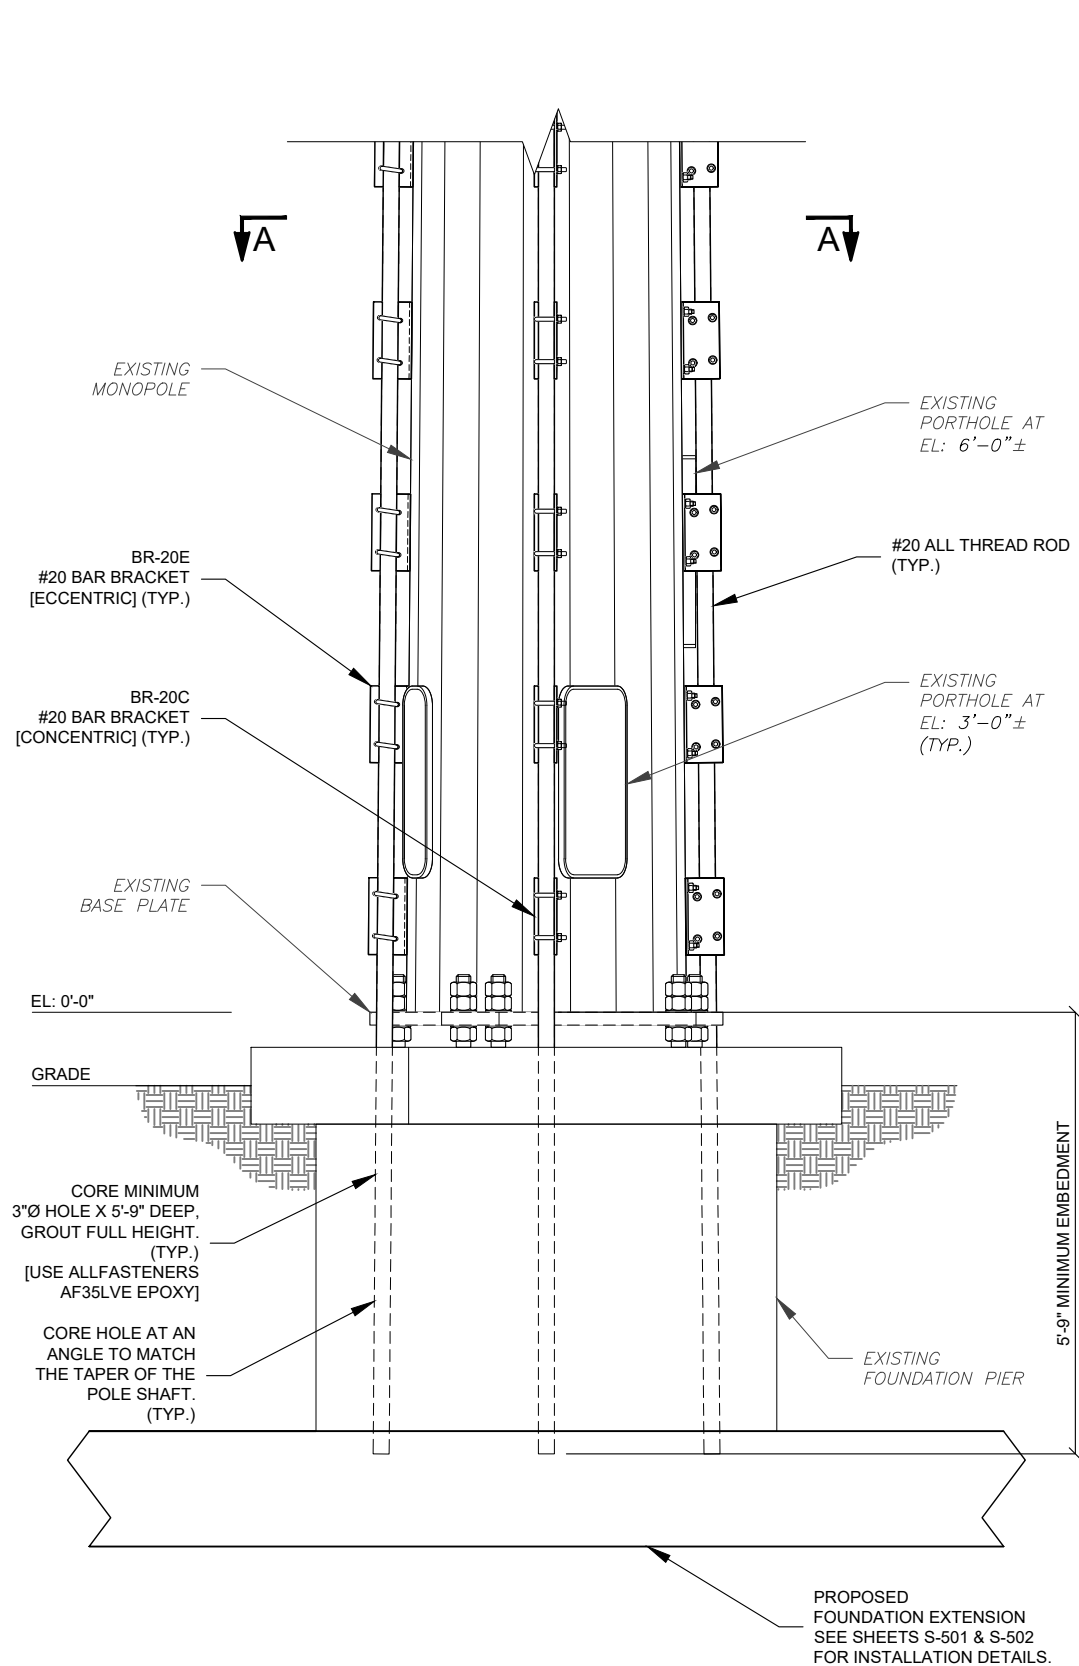 A
A
EXISTING
MONOPOLE
EXISTING
PORTHOLE AT
EL: 6'-0"±
BR-20E
#20 BAR BRACKET
[ECCENTRIC] (TYP.)
#20 ALL THREAD ROD
(TYP.)
BR-20C
#20 BAR BRACKET
[CONCENTRIC] (TYP.)
EXISTING
PORTHOLE AT
EL: 3'-0"±
(TYP.)
EXISTING
BASE PLATE
EL: 0'-0"
GRADE
CORE MINIMUM
3"Ø HOLE X 5'-9" DEEP,
GROUT FULL HEIGHT.
(TYP.)
[USE ALLFASTENERS
AF35LVE EPOXY]
CORE HOLE AT AN
ANGLE TO MATCH
THE TAPER OF THE
POLE SHAFT.
(TYP.)
5'-9" MINIMUM EMBEDMENT
EXISTING
FOUNDATION PIER
PROPOSED
FOUNDATION EXTENSION
SEE SHEETS S-501 & S-502
FOR INSTALLATION DETAILS.